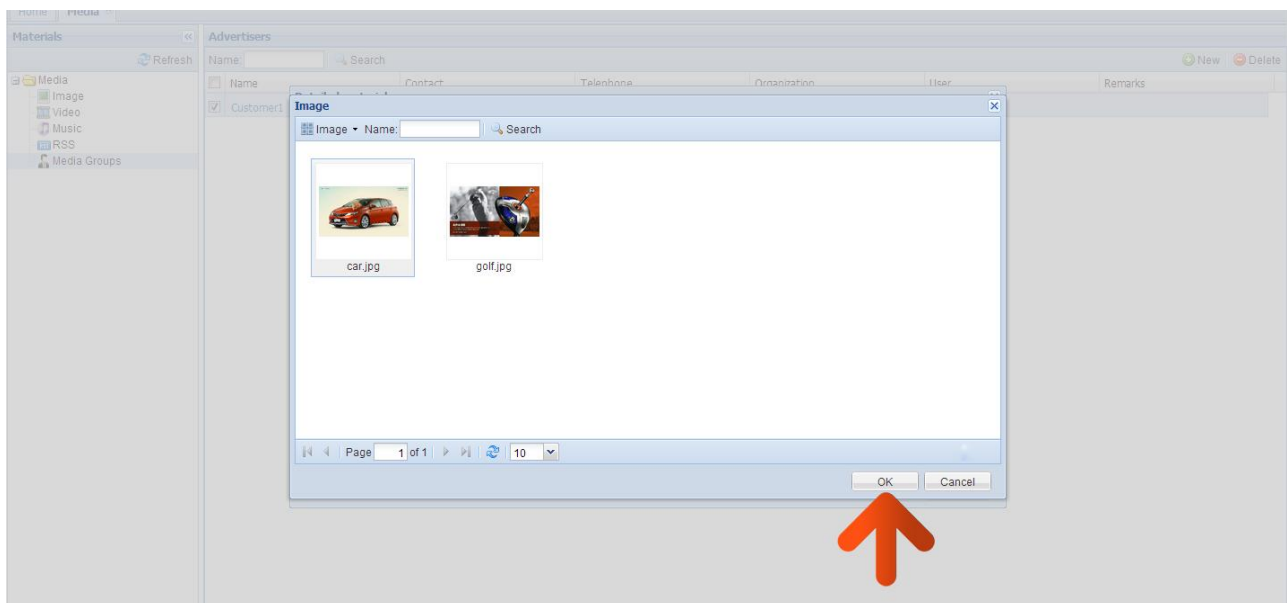 Home Media
Materials
Refresh
Media
Image
Video
Music
RSS
Media Groups
Advertisers
Name: Search New Delete
Name Contact Telephone Organization User Remarks
Customer1
Image
Image Name: Search
car.jpg golf.jpg
Page 1 of 1 10
OK Cancel